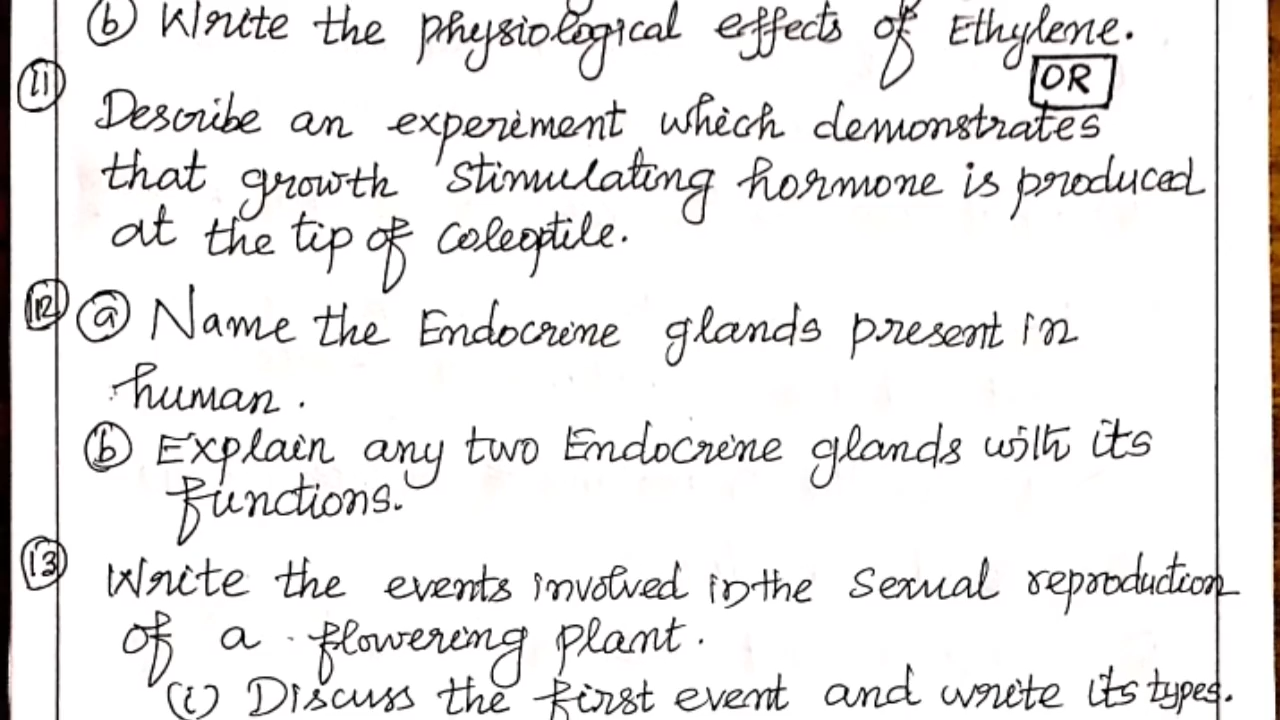 (b) Write the physiological effects of Ethylene.
OR
(11) Describe an experiment which demonstrates
that growth stimulating hormone is produced
at the tip of coleoptile.
(12) (a) Name the Endocrine glands present in
human.
(b) Explain any two Endocrine glands with its
functions.
(13) Write the events involved in the sexual reproduction
of a flowering plant.
(i) Discuss the first event and write its types.